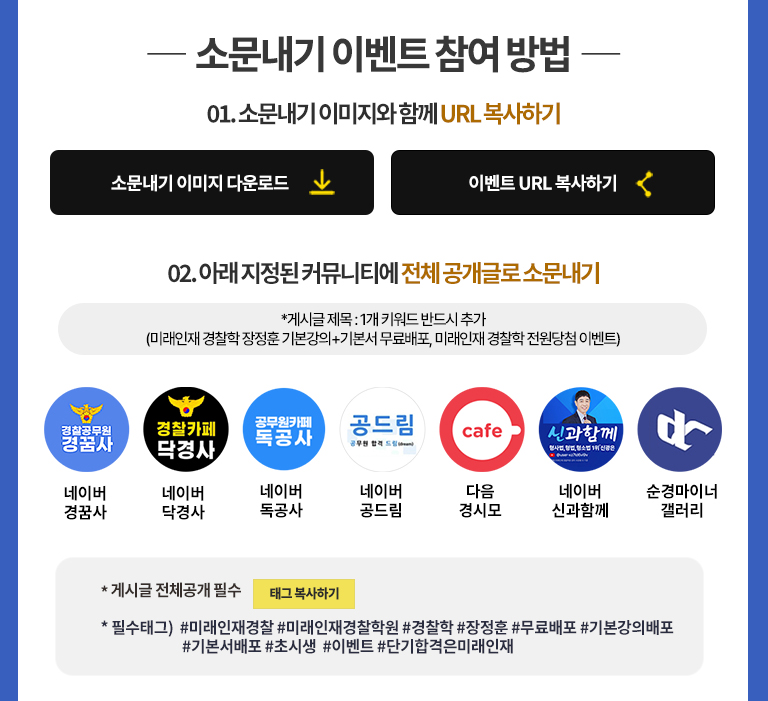 소문내기 이벤트 참여 방법
01. 소문내기 이미지와 함께 URL 복사하기
소문내기 이미지 다운로드
이벤트 URL 복사하기
02. 아래 지정된 커뮤니티에 전체 공개글로 소문내기
*게시글 제목 : 1개 키워드 반드시 추가
(미래인재 경찰학 장정훈 기본강의+기본서 무료배포, 미래인재 경찰학 전원당첨 이벤트)
경찰공무원
경꿈사
경찰카페
닥경사
공무원카페
독공사
공드림
공무원 합격 드림(dream)
cafe
신과함께
네이버
경꿈사
네이버
닥경사
네이버
독공사
네이버
공드림
다음
경시모
네이버
신과함께
순경마이너
갤러리
* 게시글 전체공개 필수
태그 복사하기
* 필수태그) #미래인재경찰 #미래인재경찰학원 #경찰학 #장정훈 #무료배포 #기본강의배포
#기본서배포 #초시생 #이벤트 #단기합격은미래인재